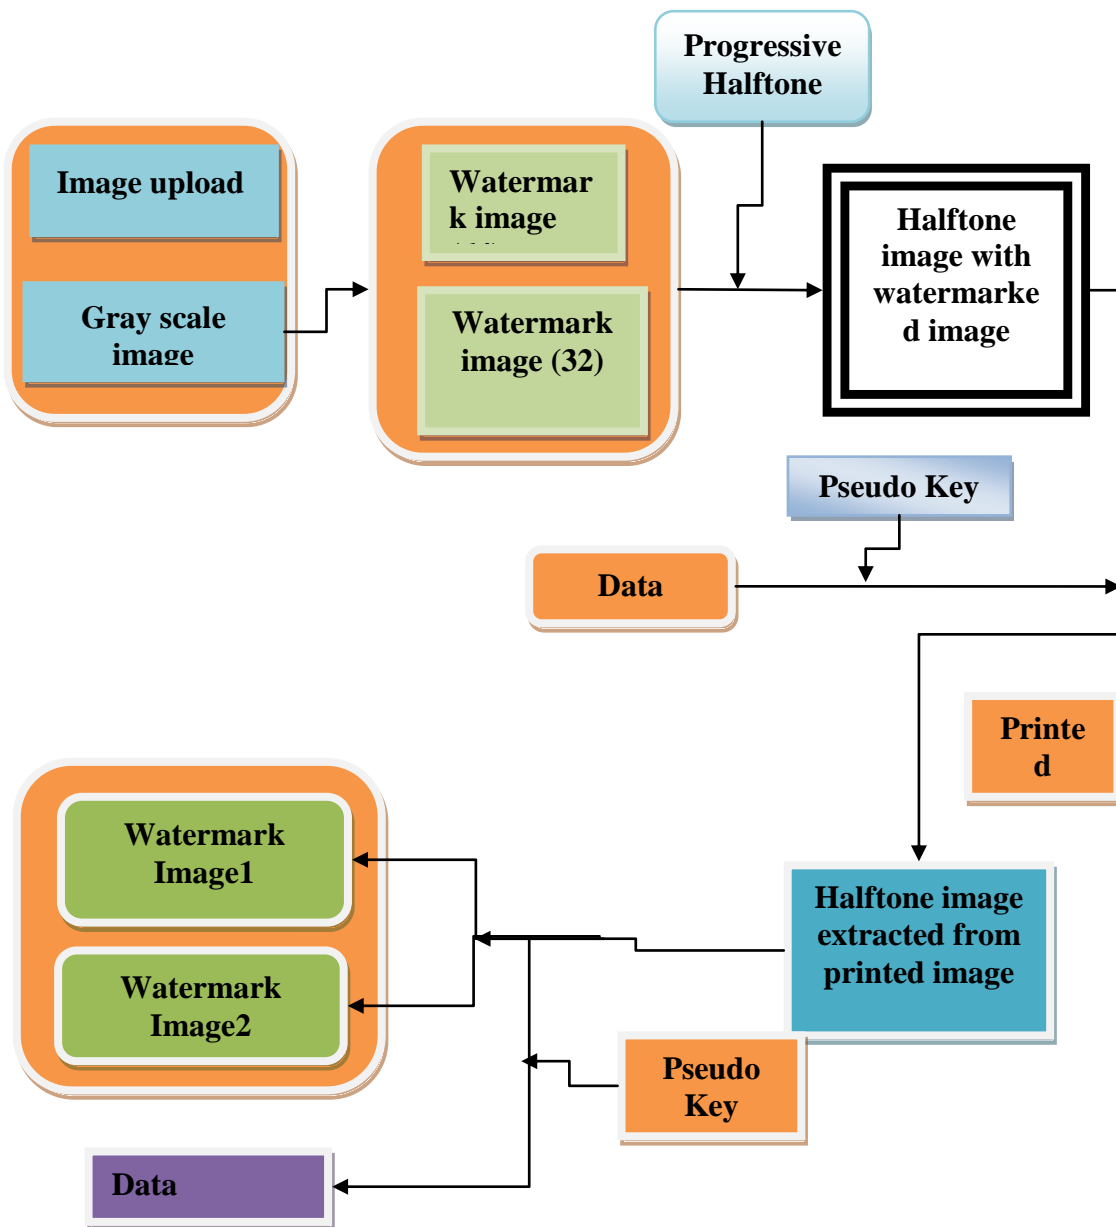 Progressive
Halftone
Image upload
Gray scale
image
Watermar
k image
Watermark
image (32)
Halftone
image with
watermarke
d image
Pseudo Key
Data
Printe
d
Watermark
Image1
Watermark
Image2
Halftone image
extracted from
printed image
Pseudo
Key
Data